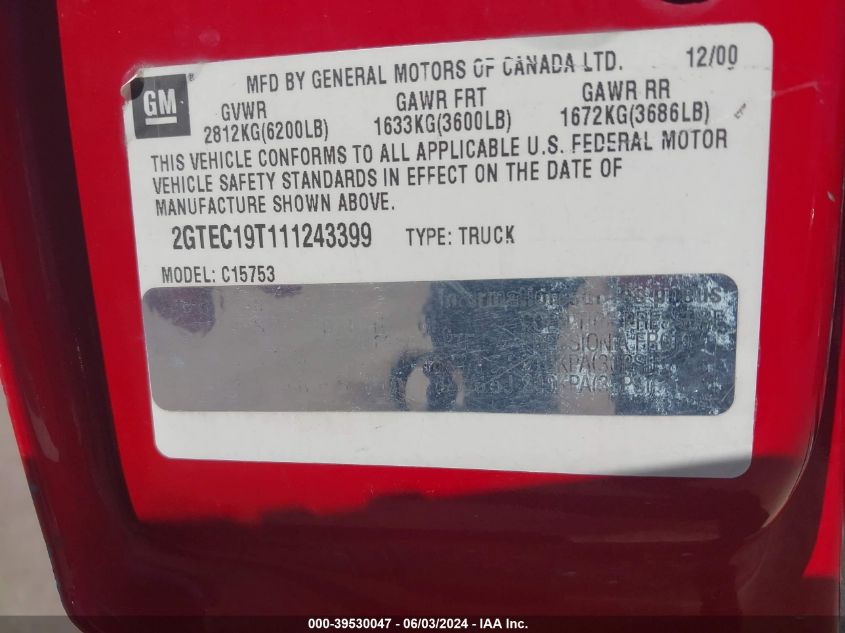 MFD BY GENERAL MOTORS OF CANADA LTD. 12/00
GM ®
GVWR GAWR FRT GAWR RR
2812KG(6200LB) 1633KG(3600LB) 1672KG(3686LB)
THIS VEHICLE CONFORMS TO ALL APPLICABLE U.S. FEDERAL MOTOR
VEHICLE SAFETY STANDARDS IN EFFECT ON THE DATE OF
MANUFACTURE SHOWN ABOVE.
2GTEC19T111243399 TYPE: TRUCK
MODEL: C15753
Information
000-39530047 - 06/03/2024 - IAA Inc.